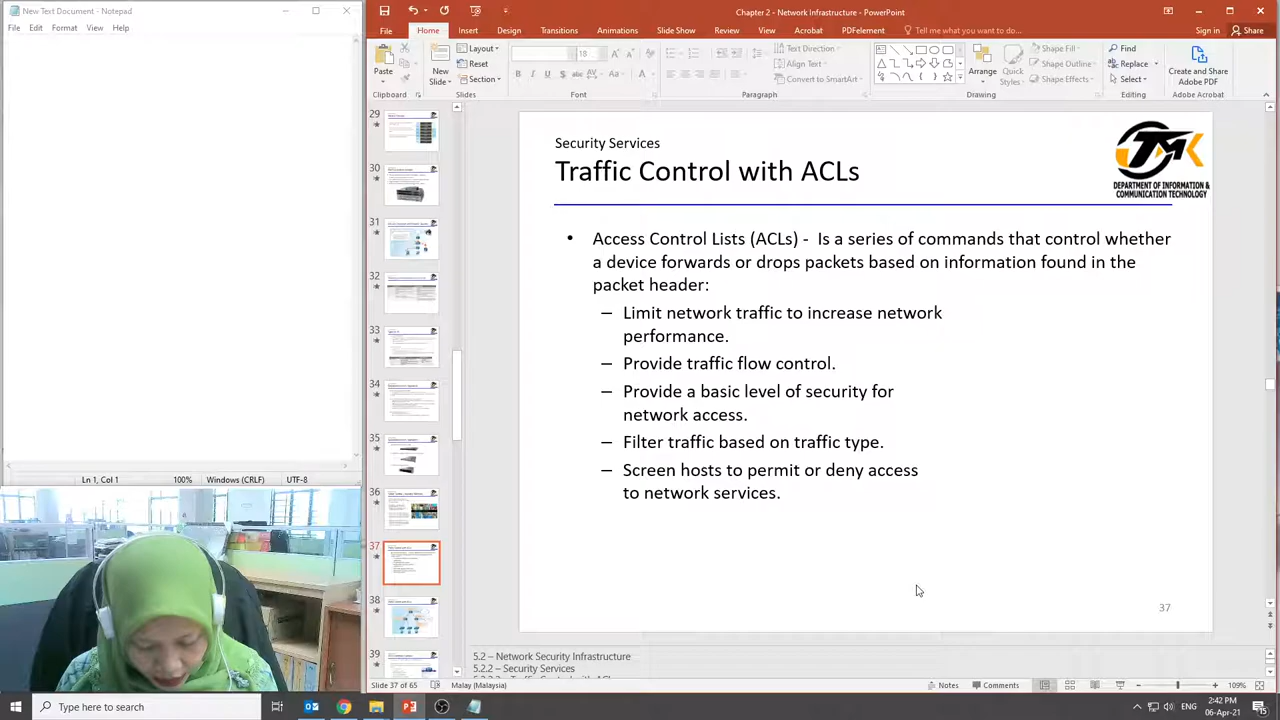 New Text Document - Notepad
File Edit Format View Help
Ln 1, Col 1 100% Windows (CRLF) UTF-8
Chapter 2 - Network Infrastructure - PowerPoint
File Home Insert Design Transitions Animations Slide Show Review View Acrobat PDFelement Tell me what you want to do... Sign in Share
Paste
Clipboard
New
Slide
Layout
Reset
Section
Slides
18
Font
Text Direction
Align Text
Convert to SmartArt
Paragraph
Arrange
Quick
Styles
Shape Fill
Shape Outline
Shape Effects
Drawing
Find
Replace
Select
Editing
Create and Share
Adobe PDF
Adobe Acrobat
29
30
31
32
33
34
35
36
37
38
39
Security Services
Traffic Control with ACLs
JTMK
DEPARTMENT OF INFORMATION &
COMMUNICATION TECHNOLOGY
• Access Control Lists (ACLs) - is a series of commands that control whether
a device forwards or drops packets based on information found in the
packet header:
– Limit network traffic to increase network
performance.
– Provide traffic flow control.
– Provide a basic level of security for
network access
– Filter traffic based on traffic type.
– Screen hosts to permit or deny access
to network services.
37
5.2 – Network Security Infrastructure
5.2.2 – Security Services
Slide 37 of 65 Malay (Malaysia) Notes Comments 109%
Type here to search
ENG
2:42 PM
06-Apr-21